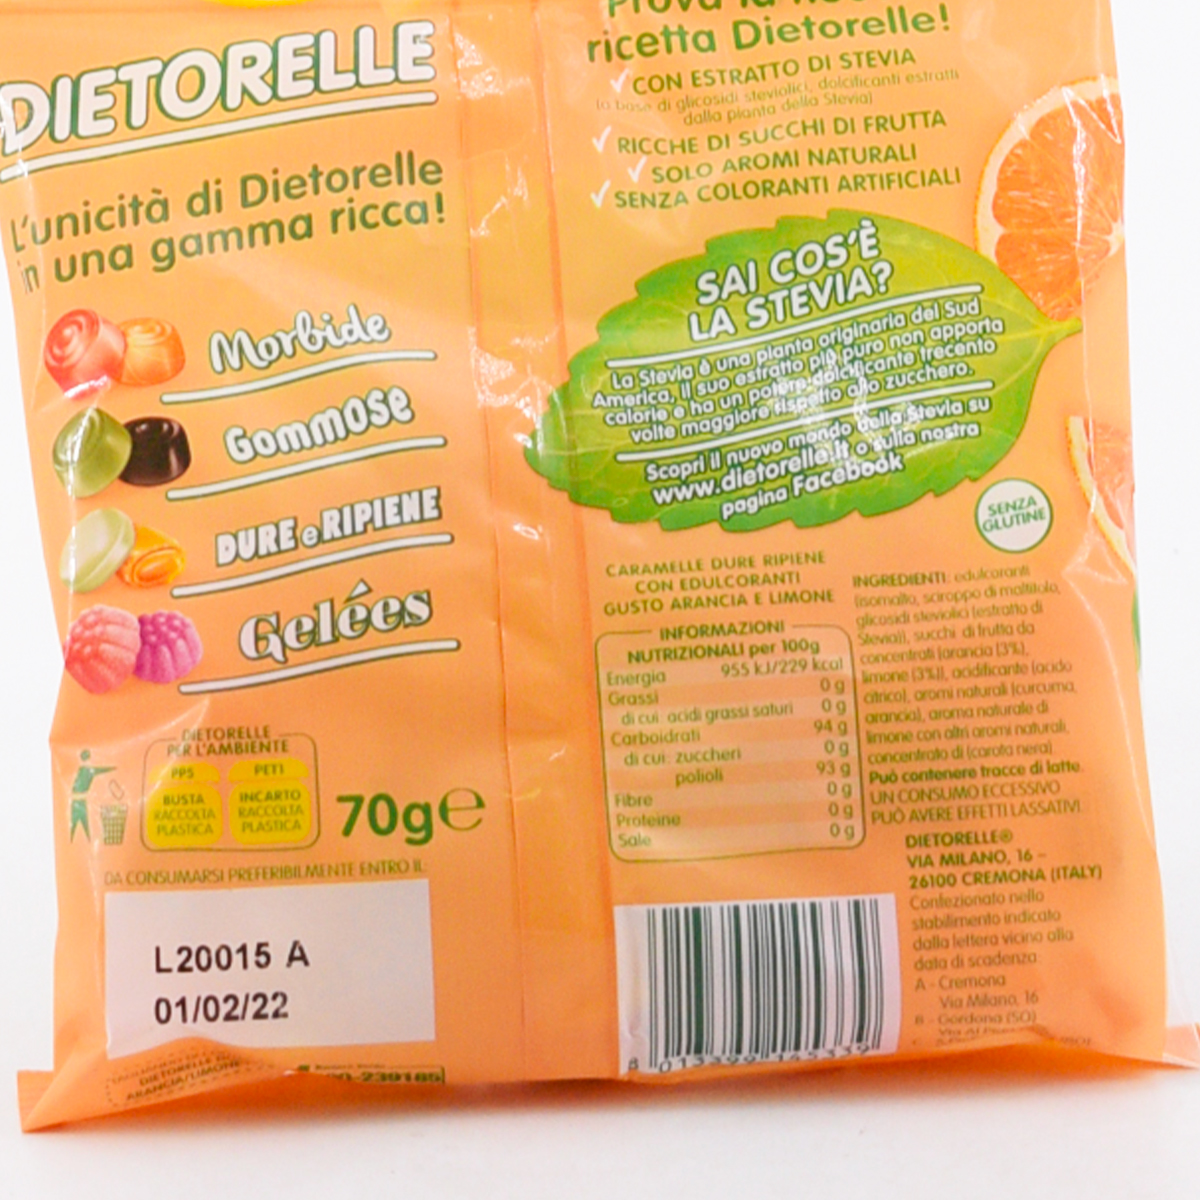 DIETORELLE
L'unicità di Dietorelle
in una gamma ricca!
Morbide
Gommose
DURE e RIPIENE
Gelées
DIETORELLE
PER L'AMBIENTE
PP5
BUSTA
RACCOLTA
PLASTICA
PET1
INCARTO
RACCOLTA
PLASTICA
70g℮
DA CONSUMARSI PREFERIBILMENTE ENTRO IL:
L20015 A
01/02/22
DIETORELLE
ARANCIA/LIMONE
239185
Prova la
ricetta Dietorelle!
CON ESTRATTO DI STEVIA
(a base di glicosidi steviolici, dolcificanti estratti
dalla pianta della Stevia)
RICCHE DI SUCCHI DI FRUTTA
SOLO AROMI NATURALI
SENZA COLORANTI ARTIFICIALI
SAI COS'È
LA STEVIA?
La Stevia è una pianta originaria del Sud
America, il suo estratto più puro non apporta
calorie e ha un potere dolcificante trecento
volte maggiore rispetto allo zucchero.
Scopri il nuovo mondo della Stevia su
www.dietorelle.it o sulla nostra
pagina Facebook
SENZA
GLUTINE
CARAMELLE DURE RIPIENE
CON EDULCORANTI
GUSTO ARANCIA E LIMONE
INFORMAZIONI
NUTRIZIONALI per 100g
Energia 955 kJ/229 kcal
Grassi 0 g
di cui: acidi grassi saturi 0 g
Carboidrati 94 g
di cui: zuccheri 0 g
polioli 93 g
Fibre 0 g
Proteine 0 g
Sale 0 g
INGREDIENTI: edulcoranti
(isomalto, sciroppo di maltitolo,
glicosidi steviolici (estratto di
Stevia)), succhi di frutta da
concentrati (arancia (3%),
limone (3%)), acidificante (acido
citrico), aromi naturali (curcuma,
arancia), aroma naturale di
limone con altri aromi naturali,
concentrato di (carota nera).
Può contenere tracce di latte.
UN CONSUMO ECCESSIVO
PUÒ AVERE EFFETTI LASSATIVI.
DIETORELLE®
VIA MILANO, 16 –
26100 CREMONA (ITALY)
Confezionato nello
stabilimento indicato
dalla lettera vicino alla
data di scadenza:
A - Cremona
Via Milano, 16
B - Gordona (SO)
8 013399 145339